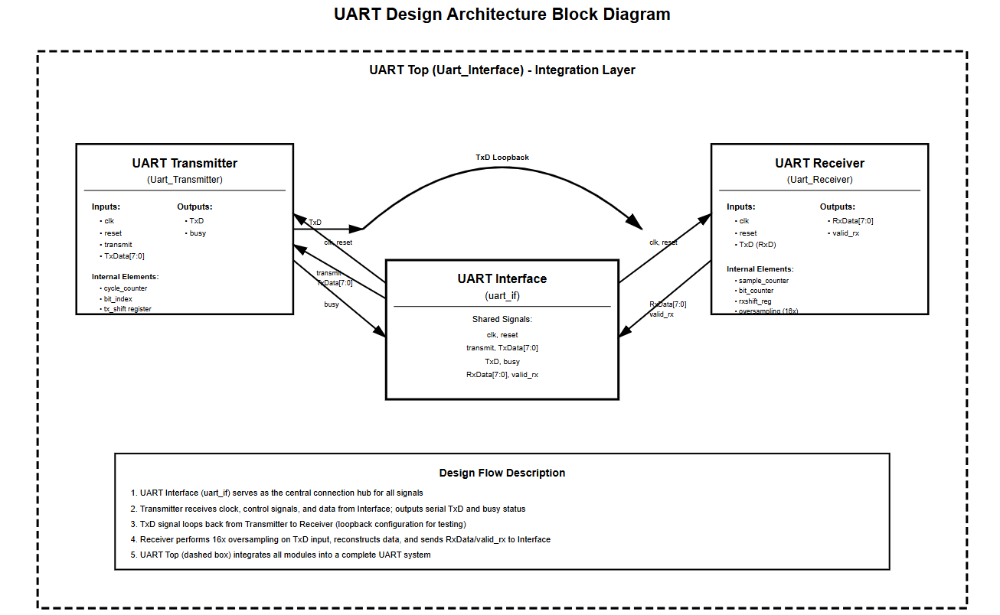 UART Design Architecture Block Diagram
UART Top (Uart_Interface) - Integration Layer
UART Transmitter
(Uart_Transmitter)
Inputs:
• clk
• reset
• transmit
• TxData[7:0]
Outputs:
• TxD
• busy
Internal Elements:
• cycle_counter
• bit_index
• tx_shift register
TxD Loopback
TxD
clk, reset
transmit
TxData[7:0]
busy
UART Interface
(uart_if)
Shared Signals:
clk, reset
transmit, TxData[7:0]
TxD, busy
RxData[7:0], valid_rx
clk, reset
RxData[7:0]
valid_rx
UART Receiver
(Uart_Receiver)
Inputs:
• clk
• reset
• TxD (RxD)
Outputs:
• RxData[7:0]
• valid_rx
Internal Elements:
• sample_counter
• bit_counter
• rxshift_reg
• oversampling (16x)
Design Flow Description
1. UART Interface (uart_if) serves as the central connection hub for all signals
2. Transmitter receives clock, control signals, and data from Interface; outputs serial TxD and busy status
3. TxD signal loops back from Transmitter to Receiver (loopback configuration for testing)
4. Receiver performs 16x oversampling on TxD input, reconstructs data, and sends RxData/valid_rx to Interface
5. UART Top (dashed box) integrates all modules into a complete UART system